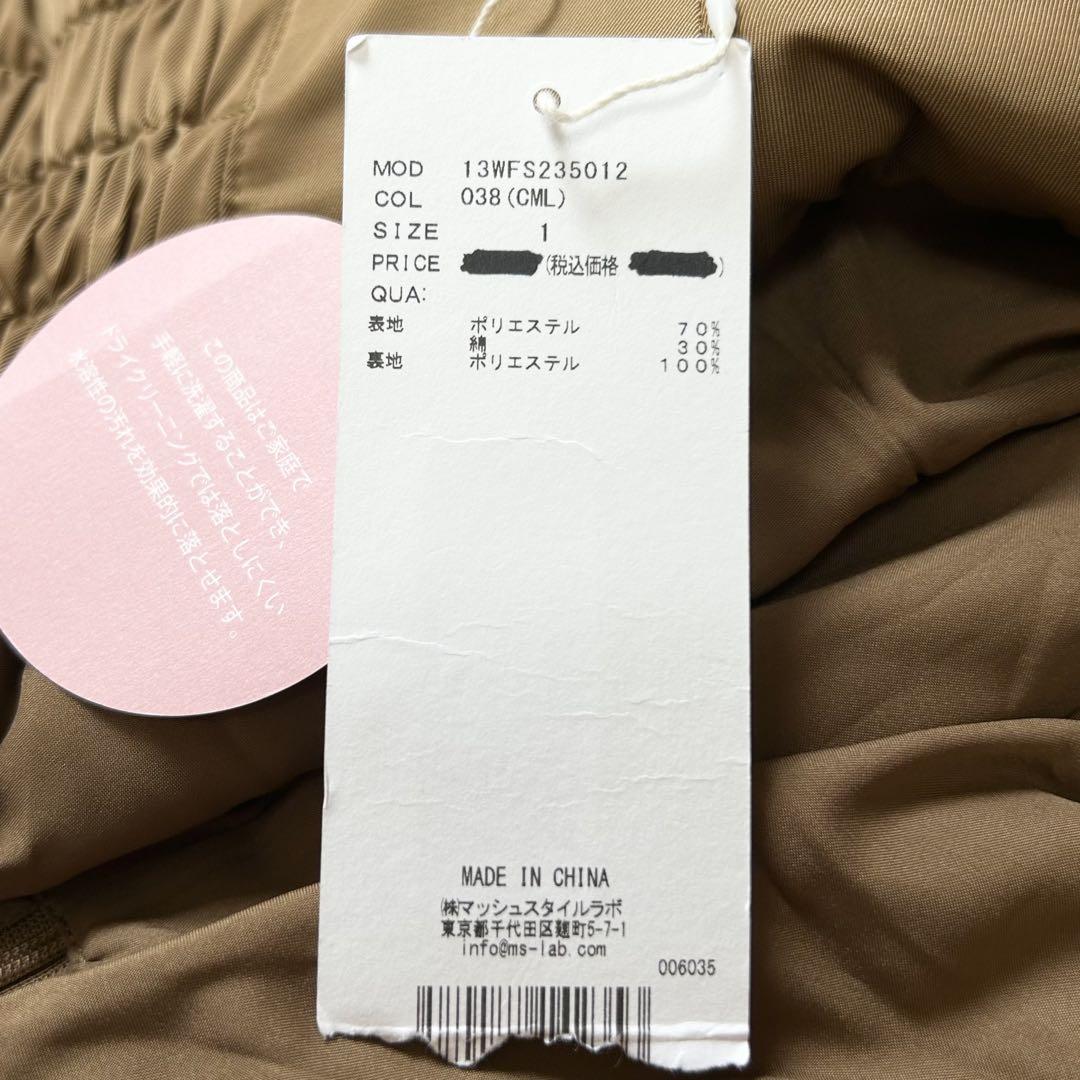 MOD 13WFS235012
COL 038(CML)
SIZE 1
PRICE (税込価格 )
QUA:
表地 ポリエステル 70%
綿 30%
裏地 ポリエステル 100%
MADE IN CHINA
㈱マッシュスタイルラボ
東京都千代田区麹町5-7-1
info@ms-lab.com
006035
この商品はご家庭で
手軽に洗濯することができ、
ドライクリーニングでは落としにくい
水溶性の汚れを効果的に落とせます。